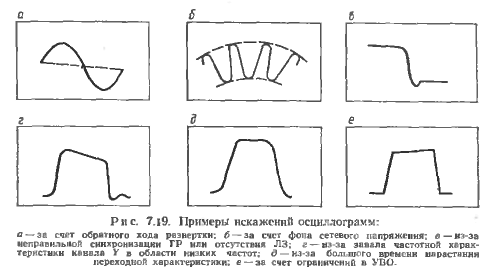 а
б
в
г
д
е
Рис. 7.19. Примеры искажений осциллограмм:
а — за счет обратного хода развертки; б — за счет фона сетевого напряжения; в — из-за
неправильной синхронизации ГР или отсутствия ЛЗ; г — из-за завала частотной харак-
теристики канала Y в области низких частот; д — из-за большого времени нарастания
переходной характеристики; е — за счет ограничений в УВО.